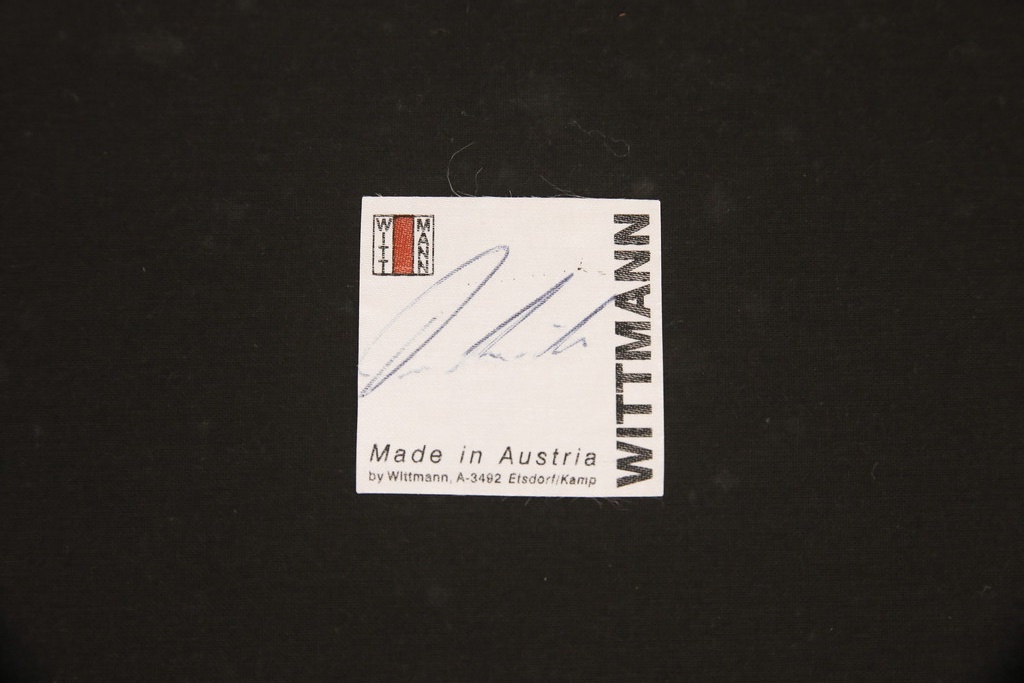 WITT MANN
Made in Austria
by Wittmann, A-3492 Etsdorf/Kamp
WITTMANN